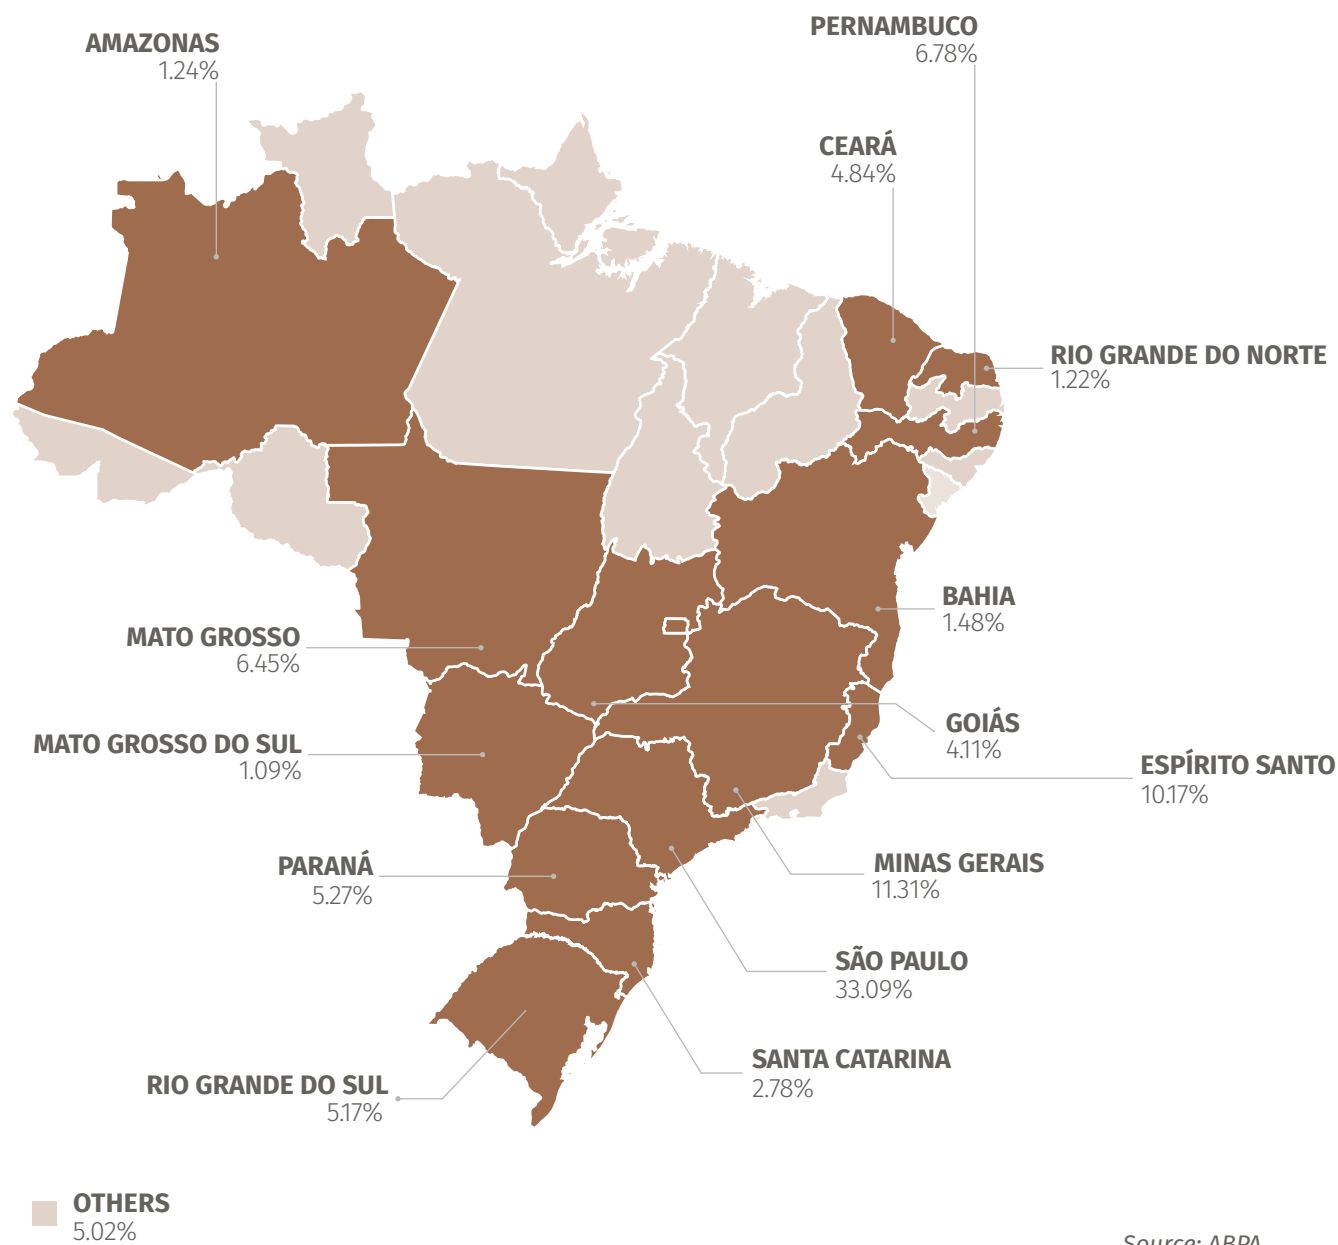 PERNAMBUCO
6.78%
AMAZONAS
1.24%
CEARÁ
4.84%
RIO GRANDE DO NORTE
1.22%
BAHIA
1.48%
MATO GROSSO
6.45%
GOIÁS
4.11%
MATO GROSSO DO SUL
1.09%
ESPÍRITO SANTO
10.17%
MINAS GERAIS
11.31%
PARANÁ
5.27%
SÃO PAULO
33.09%
SANTA CATARINA
2.78%
RIO GRANDE DO SUL
5.17%
OTHERS
5.02%
Source: ABPA